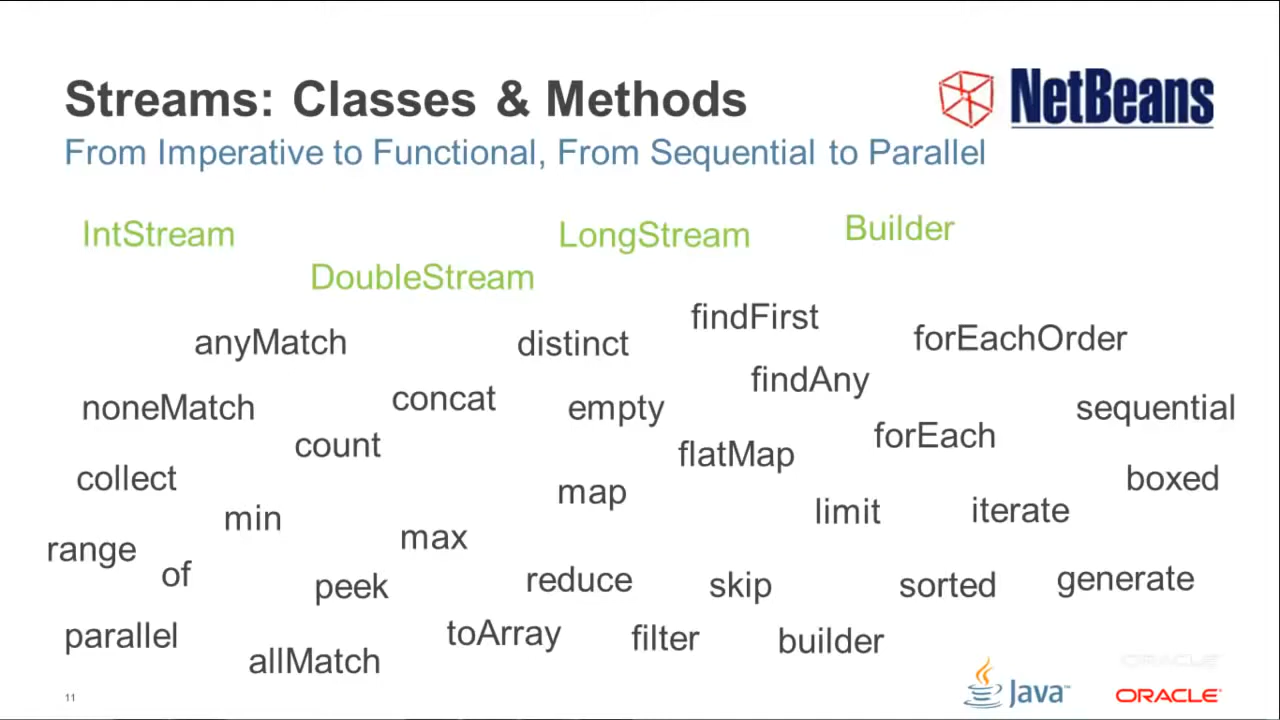 Streams: Classes & Methods
NetBeans
From Imperative to Functional, From Sequential to Parallel
IntStream
LongStream
Builder
DoubleStream
findFirst
anyMatch
distinct
forEachOrder
findAny
noneMatch
concat
empty
sequential
count
flatMap
forEach
collect
map
boxed
min
max
limit
iterate
range
of
peek
reduce
skip
sorted
generate
parallel
allMatch
toArray
filter
builder
ORACLE
11
Java™
ORACLE®